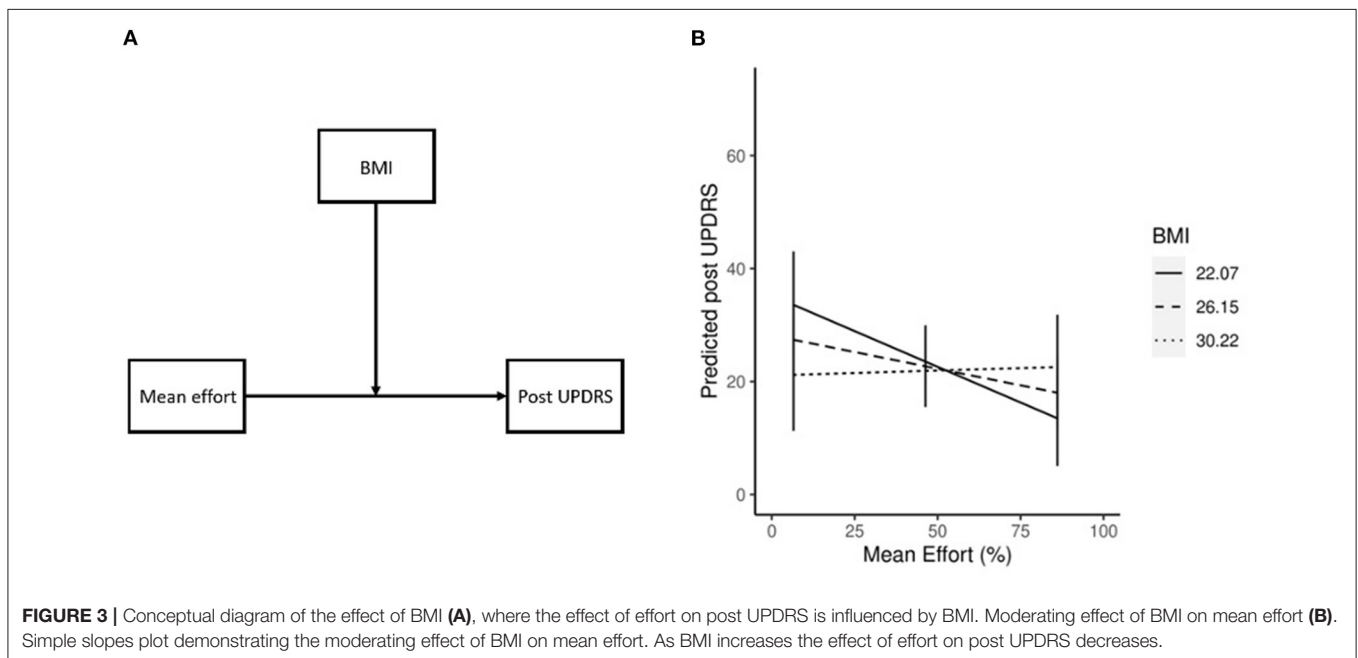 A
BMI
Mean effort
Post UPDRS
B
Predicted post UPDRS
60
40
20
0
0
25
50
75
100
Mean Effort (%)
BMI
22.07
26.15
30.22
FIGURE 3 | Conceptual diagram of the effect of BMI (A), where the effect of effort on post UPDRS is influenced by BMI. Moderating effect of BMI on mean effort (B).
Simple slopes plot demonstrating the moderating effect of BMI on mean effort. As BMI increases the effect of effort on post UPDRS decreases.